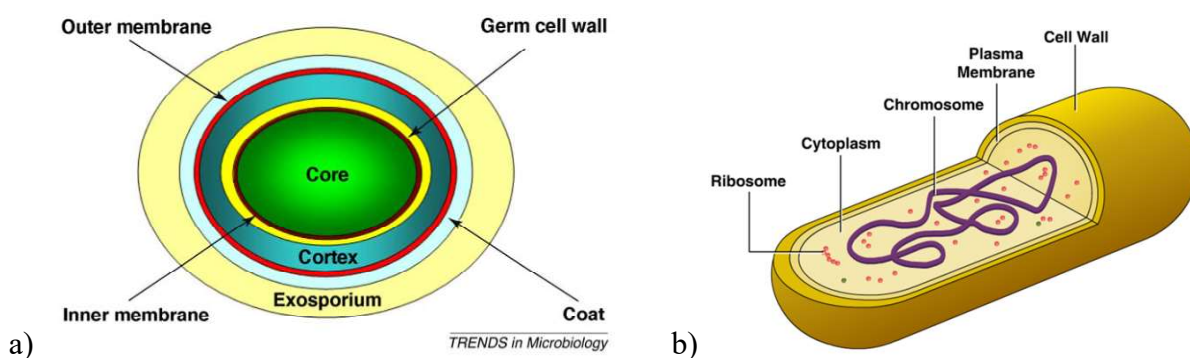 Outer membrane
Germ cell wall
Core
Cortex
Exosporium
Inner membrane
Coat
TRENDS in Microbiology
a)
Cell Wall
Plasma
Membrane
Chromosome
Cytoplasm
Ribosome
b)